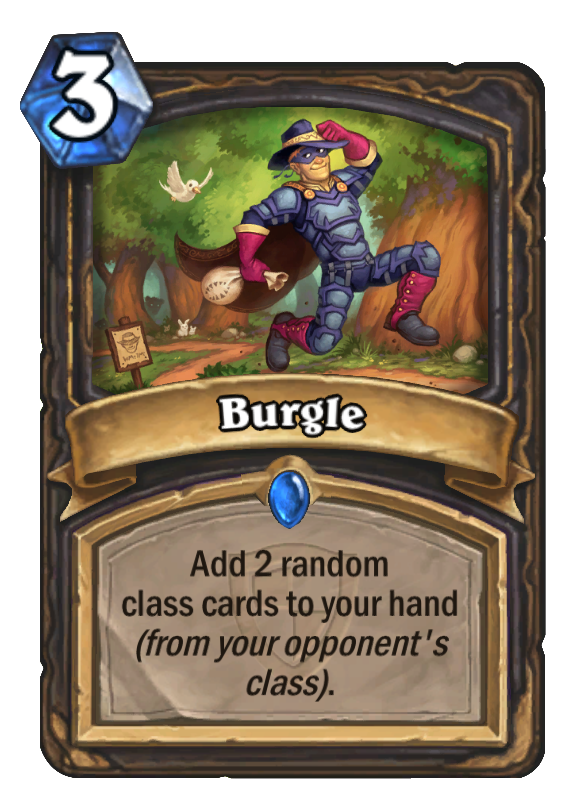 3
Burgle
Add 2 random
class cards to your hand
(from your opponent's
class).